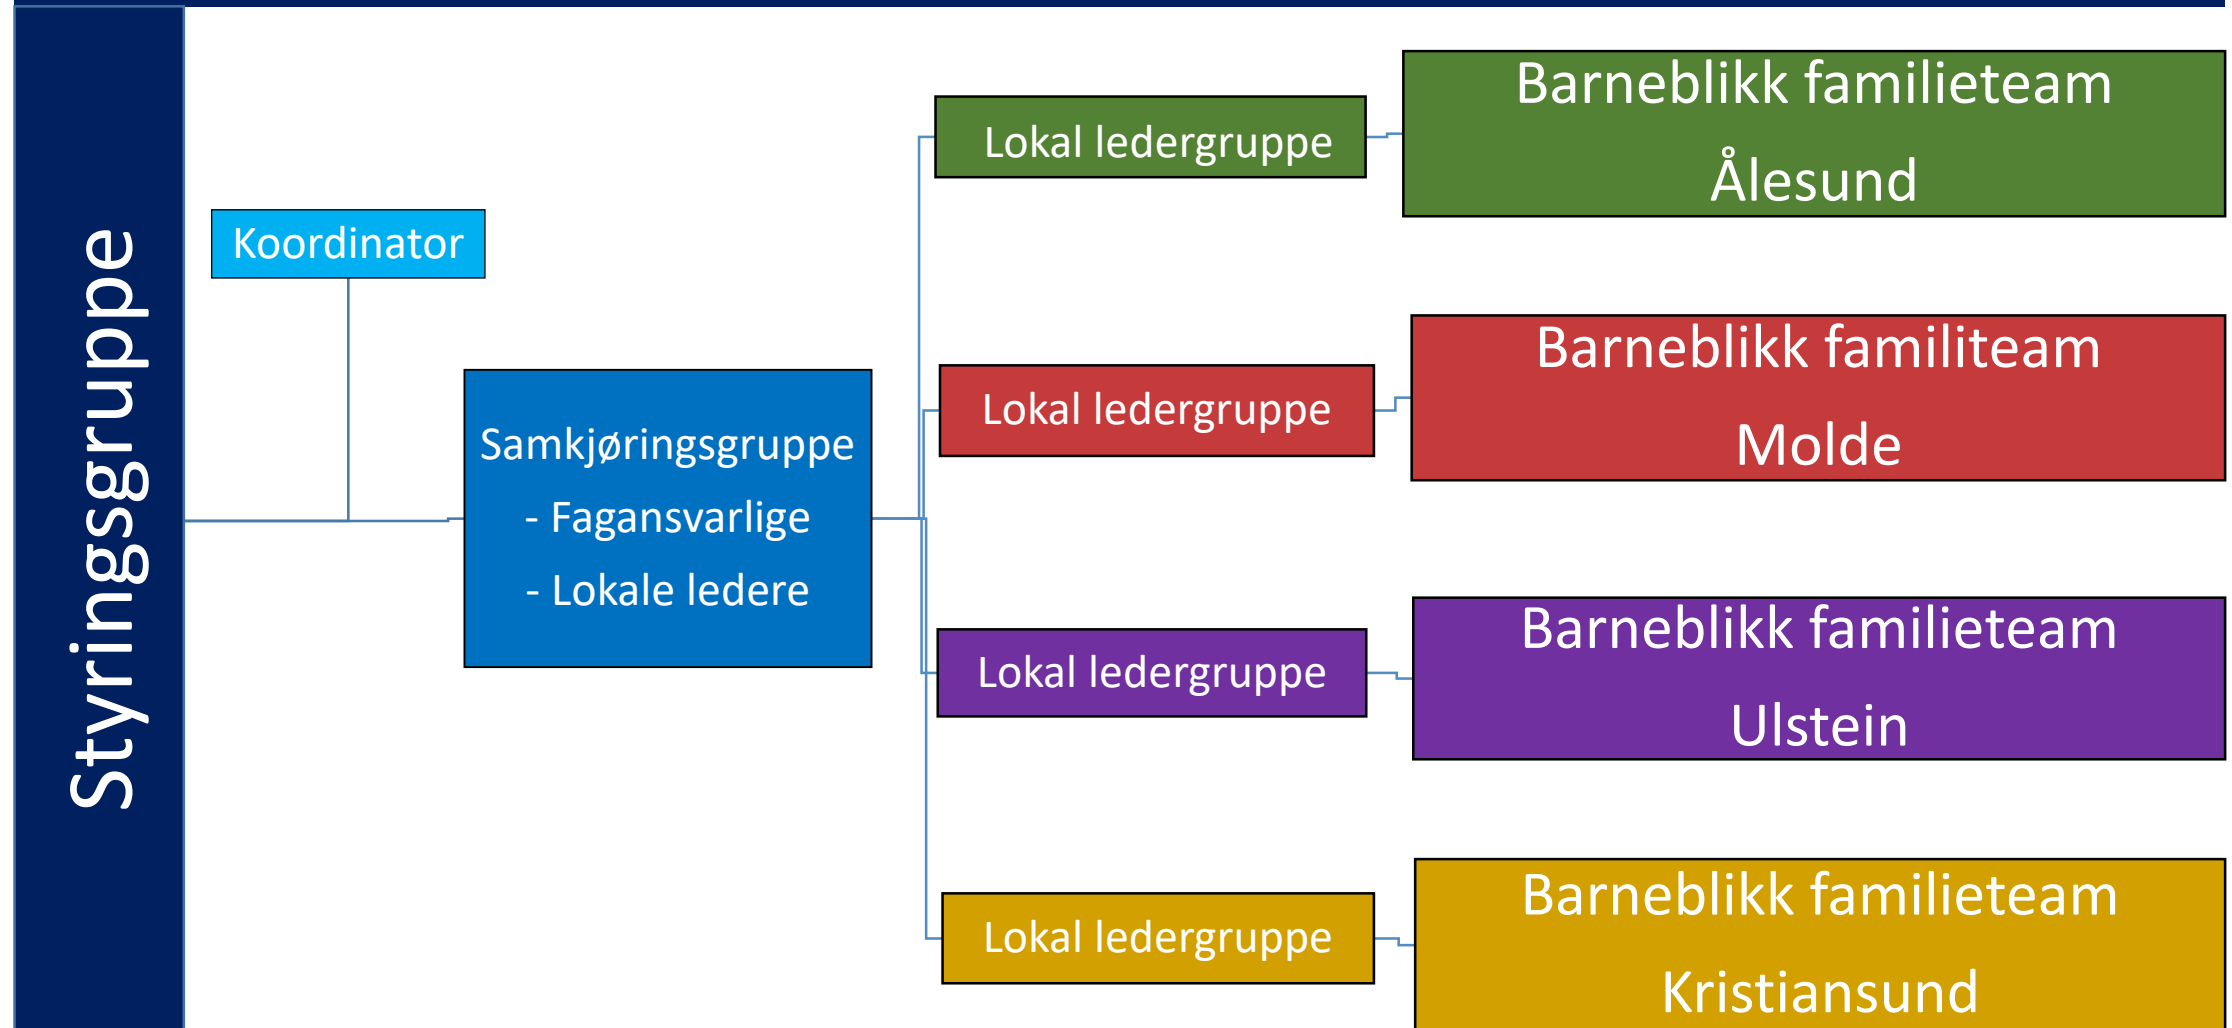 Styringsgruppe
Koordinator
Samkjøringsgruppe
- Fagansvarlige
- Lokale ledere
Lokal ledergruppe
Barneblikk familieteam
Ålesund
Lokal ledergruppe
Barneblikk familiteam
Molde
Lokal ledergruppe
Barneblikk familieteam
Ulstein
Lokal ledergruppe
Barneblikk familieteam
Kristiansund